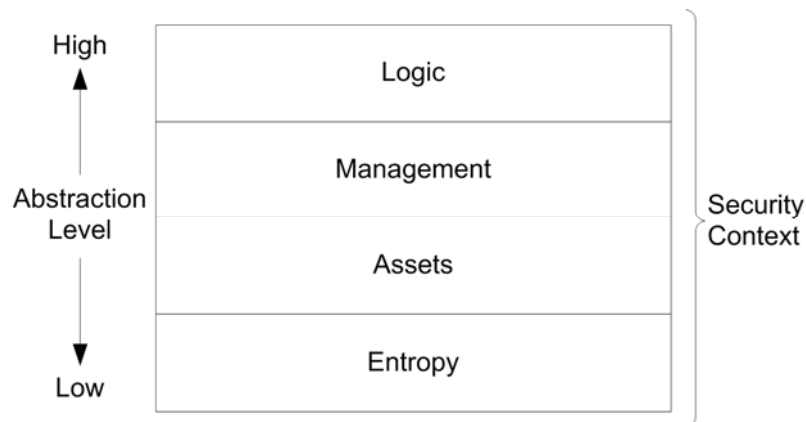 High
Logic
Management
Abstraction
Level
Security
Context
Assets
Entropy
Low